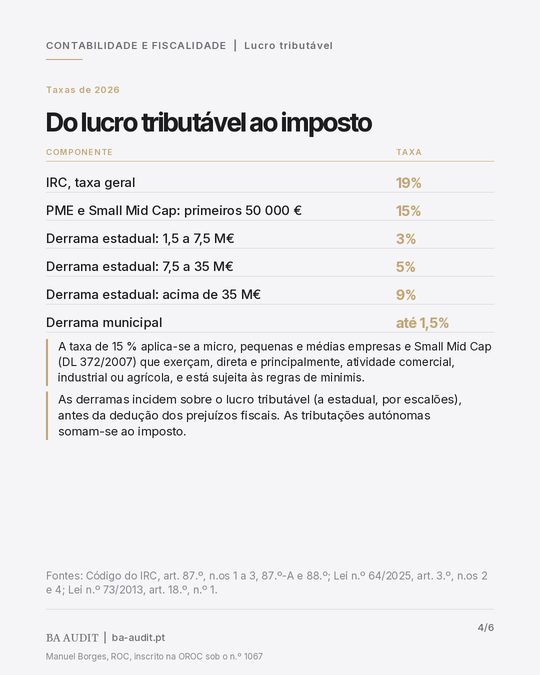 CONTABILIDADE E FISCALIDADE | Lucro tributável
Taxas de 2026
Do lucro tributável ao imposto
COMPONENTE TAXA
IRC, taxa geral 19%
PME e Small Mid Cap: primeiros 50 000 € 15%
Derrama estadual: 1,5 a 7,5 M€ 3%
Derrama estadual: 7,5 a 35 M€ 5%
Derrama estadual: acima de 35 M€ 9%
Derrama municipal até 1,5%
A taxa de 15 % aplica-se a micro, pequenas e médias empresas e Small Mid Cap
(DL 372/2007) que exerçam, direta e principalmente, atividade comercial,
industrial ou agrícola, e está sujeita às regras de minimis.
As derramas incidem sobre o lucro tributável (a estadual, por escalões),
antes da dedução dos prejuízos fiscais. As tributações autónomas
somam-se ao imposto.
Fontes: Código do IRC, art. 87.º, n.os 1 a 3, 87.º-A e 88.º; Lei n.º 64/2025, art. 3.º, n.os 2
e 4; Lei n.º 73/2013, art. 18.º, n.º 1.
4/6
BA AUDIT | ba-audit.pt
Manuel Borges, ROC, inscrito na OROC sob o n.º 1067